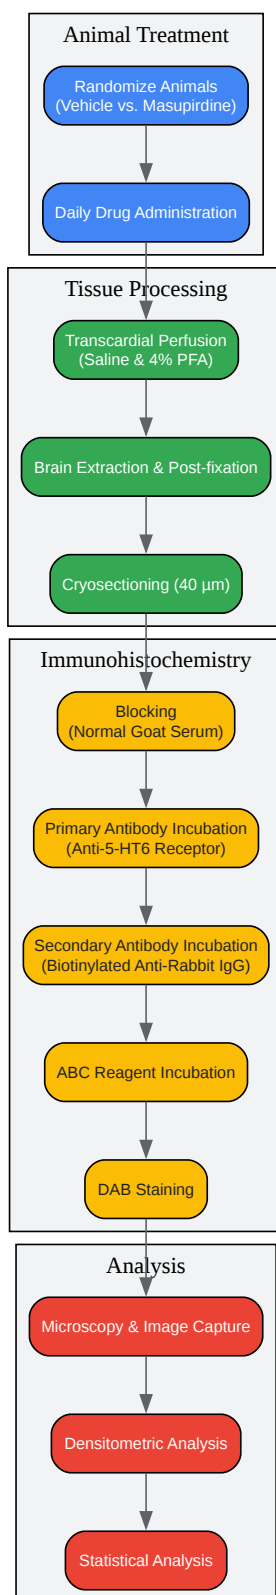 Animal Treatment
Randomize Animals
(Vehicle vs. Masupirdine)
Daily Drug Administration
Tissue Processing
Transcardial Perfusion
(Saline & 4% PFA)
Brain Extraction & Post-fixation
Cryosectioning (40 µm)
Immunohistochemistry
Blocking
(Normal Goat Serum)
Primary Antibody Incubation
(Anti-5-HT6 Receptor)
Secondary Antibody Incubation
(Biotinylated Anti-Rabbit IgG)
ABC Reagent Incubation
DAB Staining
Analysis
Microscopy & Image Capture
Densitometric Analysis
Statistical Analysis